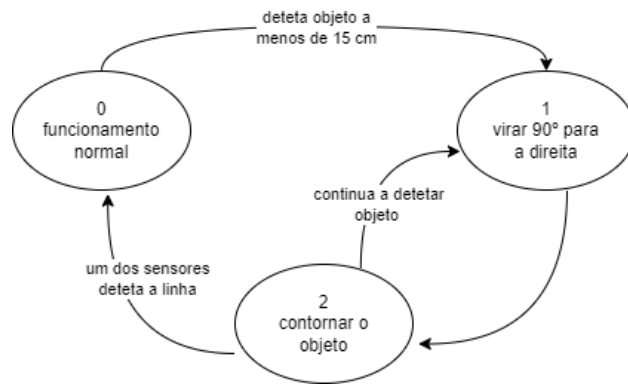 deteta objeto a
menos de 15 cm
0
funcionamento
normal
1
virar 90º para
a direita
continua a detetar
objeto
um dos sensores
deteta a linha
2
contornar o
objeto